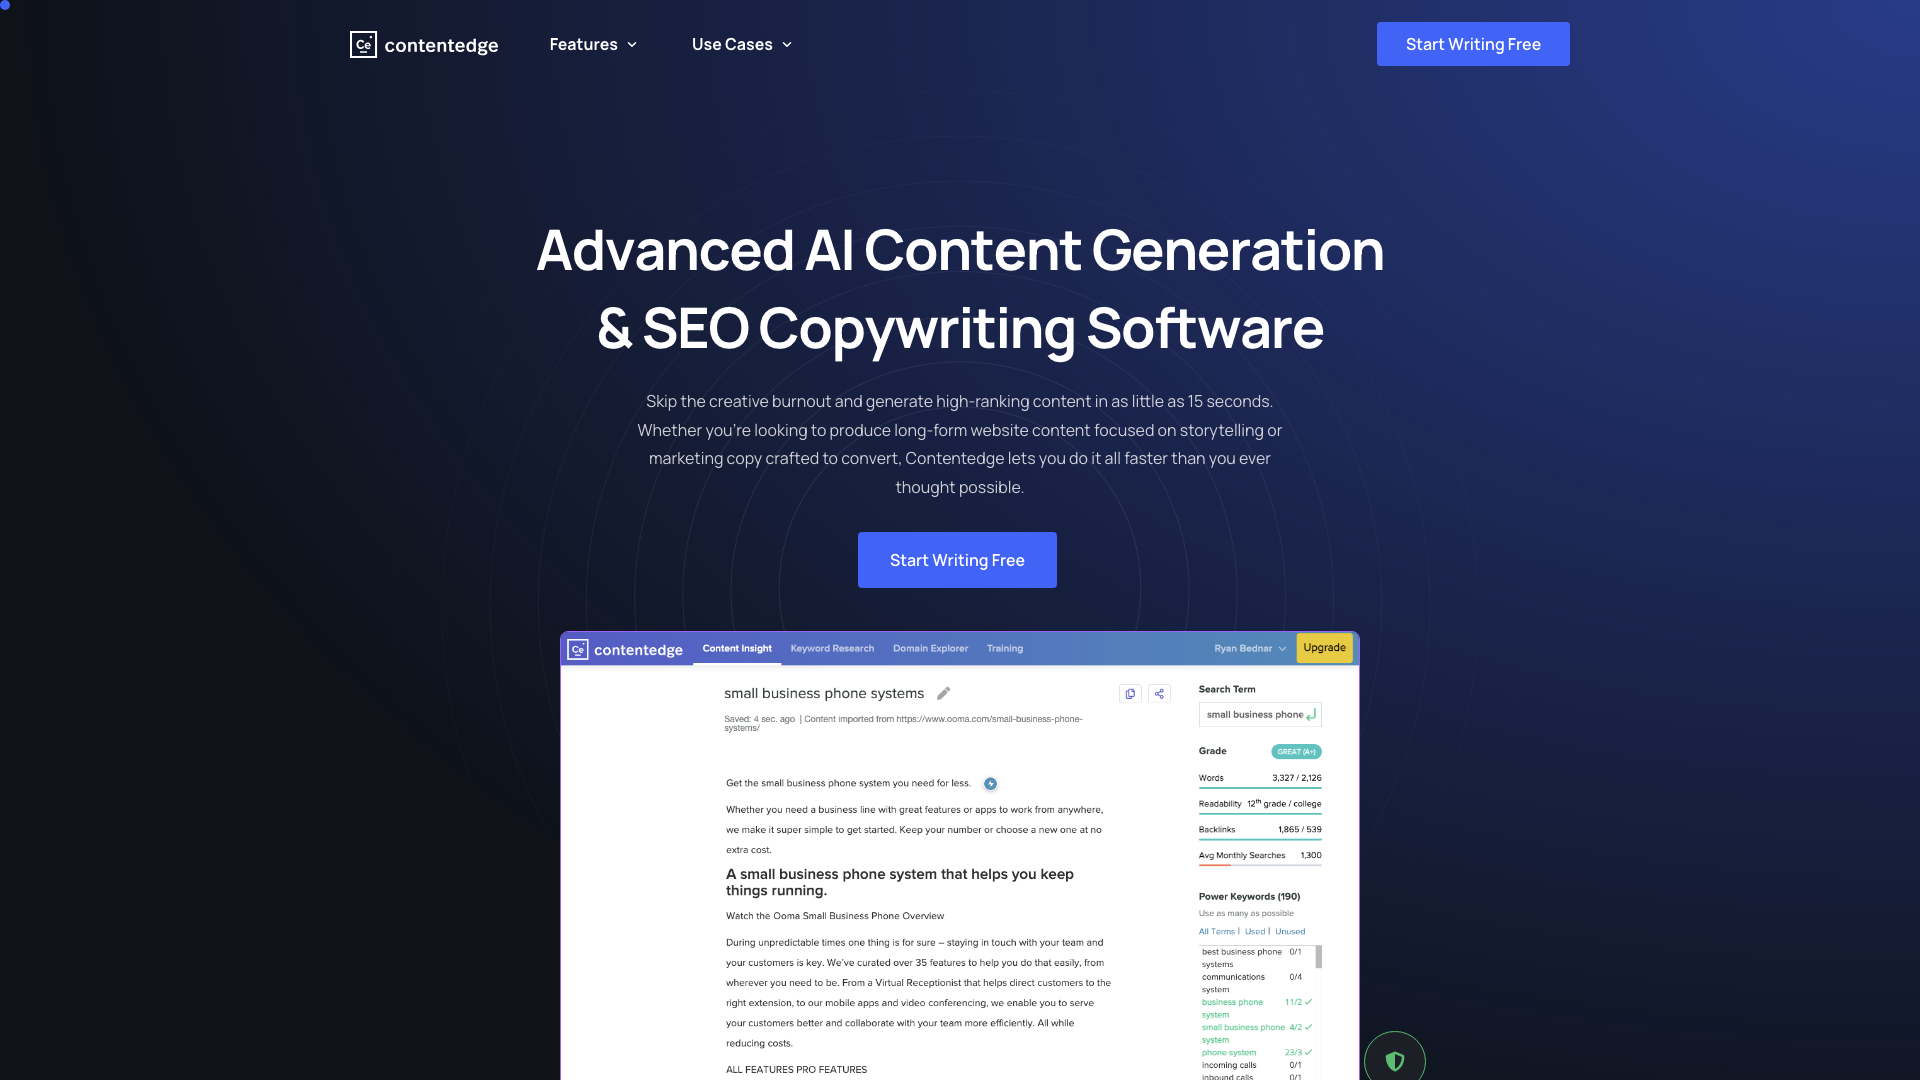 Ce contentedge
Features
Use Cases
Start Writing Free
Advanced AI Content Generation
& SEO Copywriting Software
Skip the creative burnout and generate high-ranking content in as little as 15 seconds.
Whether you're looking to produce long-form website content focused on storytelling or
marketing copy crafted to convert, Contentedge lets you do it all faster than you ever
thought possible.
Start Writing Free
Ce contentedge
Content Insight
Keyword Research
Domain Explorer
Training
Ryan Bednar
Upgrade
small business phone systems
Saved: 4 sec. ago | Content imported from https://www.ooma.com/small-business-phone-
systems/
Get the small business phone system you need for less.
Whether you need a business line with great features or apps to work from anywhere,
we make it super simple to get started. Keep your number or choose a new one at no
extra cost.
A small business phone system that helps you keep
things running.
Watch the Ooma Small Business Phone Overview
During unpredictable times one thing is for sure – staying in touch with your team and
your customers is key. We've curated over 35 features to help you do that easily, from
wherever you need to be. From a Virtual Receptionist that helps direct customers to the
right extension, to our mobile apps and video conferencing, we enable you to serve
your customers better and collaborate with your team more efficiently. All while
reducing costs.
ALL FEATURES PRO FEATURES
Search Term
small business phone
Grade GREAT (A+)
Words 3,327 / 2,126
Readability 12th grade / college
Backlinks 1,865 / 539
Avg Monthly Searches 1,300
Power Keywords (190)
Use as many as possible
All Terms | Used | Unused
best business phone 0/1
systems
communications 0/4
system
business phone 11/2
system
small business phone 4/2
system
phone system 23/3
incoming calls 0/1
inbound calls 0/1